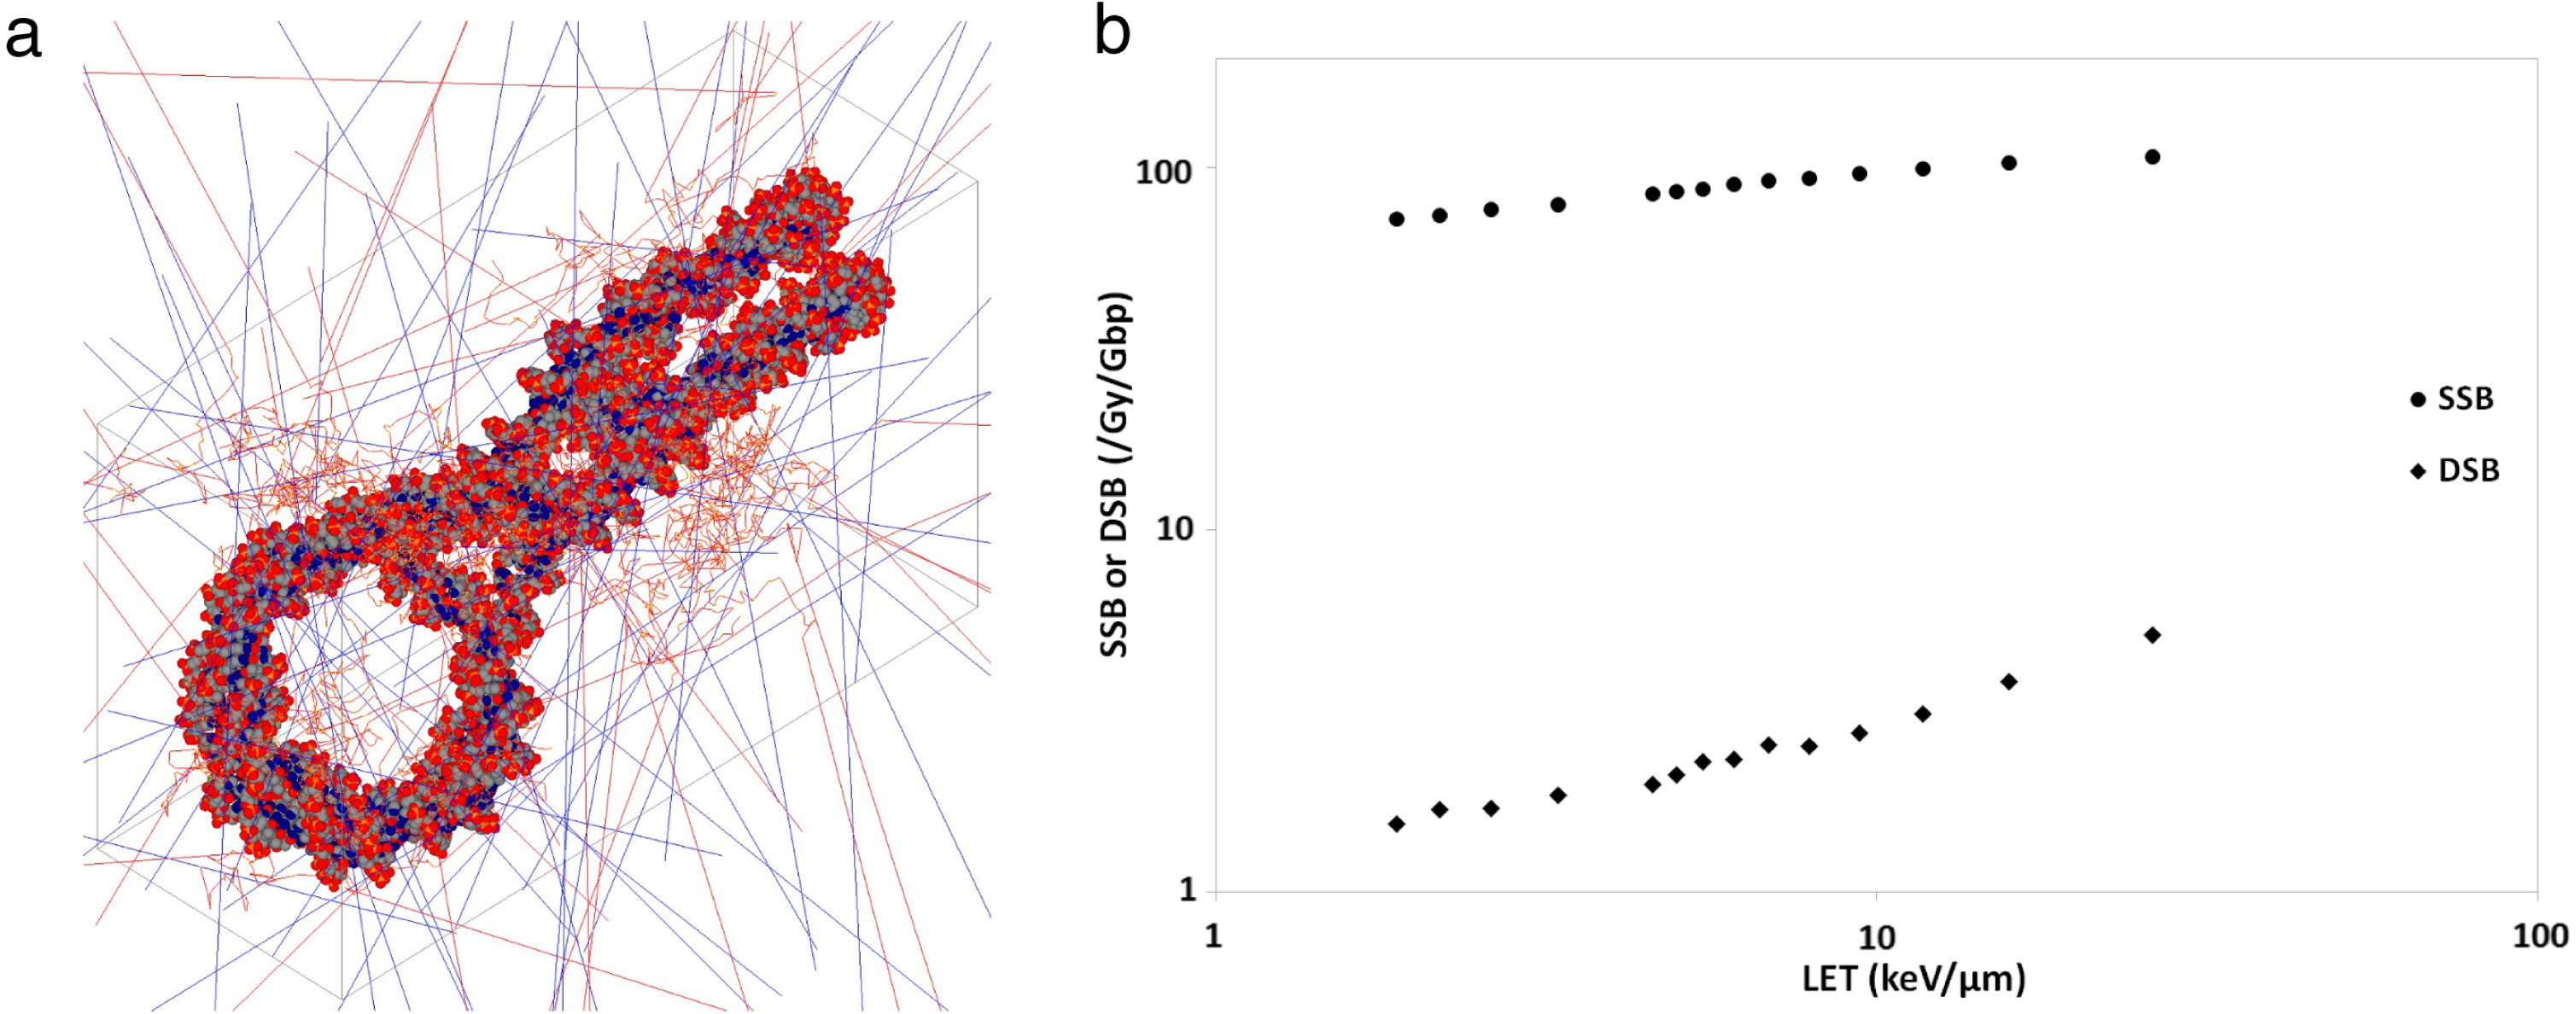 a
b
100
10
1
SSB or DSB (/Gy/Gbp)
SSB
DSB
1
10
100
LET (keV/μm)